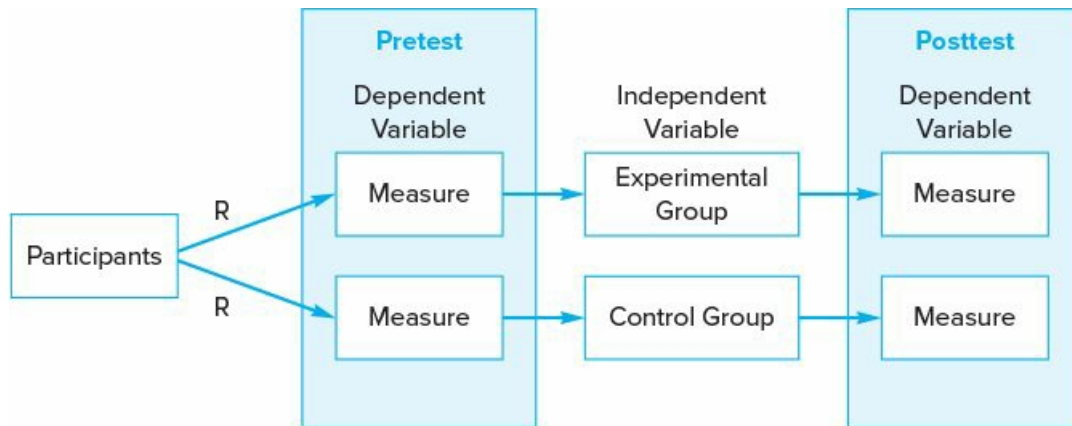 Pretest
Posttest
Dependent
Variable
Independent
Variable
Dependent
Variable
R
Measure
Experimental
Group
Measure
Participants
R
Measure
Control Group
Measure